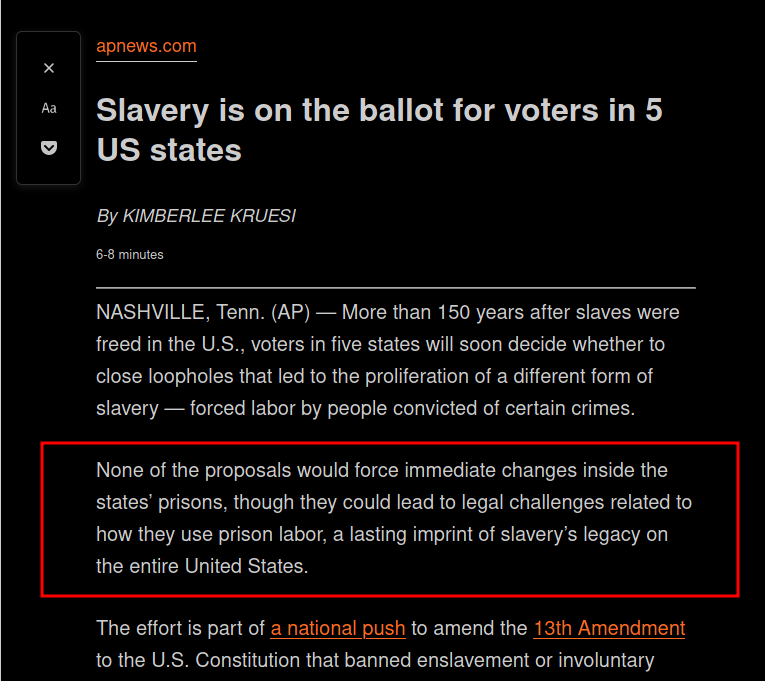 apnews.com
Aa
Slavery is on the ballot for voters in 5
US states
By KIMBERLEE KRUESI
6-8 minutes
NASHVILLE, Tenn. (AP) — More than 150 years after slaves were
freed in the U.S., voters in five states will soon decide whether to
close loopholes that led to the proliferation of a different form of
slavery — forced labor by people convicted of certain crimes.
None of the proposals would force immediate changes inside the
states’ prisons, though they could lead to legal challenges related to
how they use prison labor, a lasting imprint of slavery’s legacy on
the entire United States.
The effort is part of a national push to amend the 13th Amendment
to the U.S. Constitution that banned enslavement or involuntary